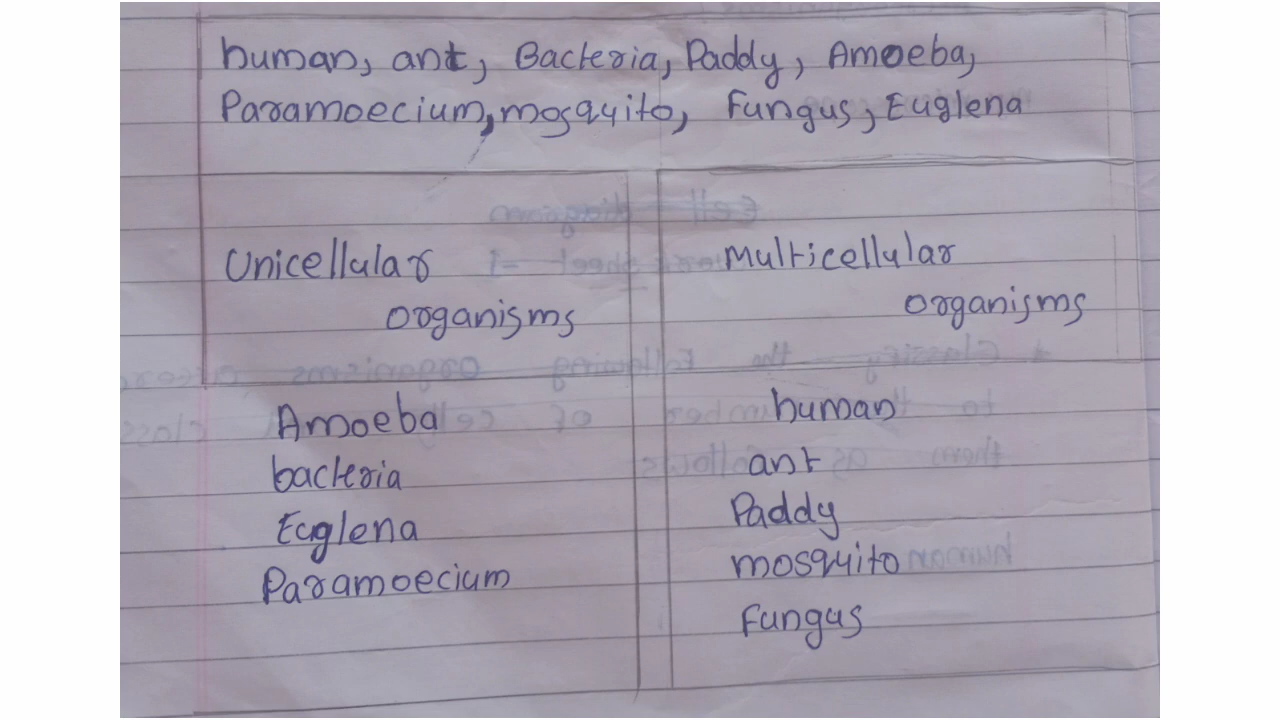 human, ant, Bacteria, Paddy, Amoeba,
Paramoecium, mosquito, Fungus, Euglena
Unicellular
organisms
Multicellular
organisms
Amoeba
bacteria
Euglena
Paramoecium
human
ant
Paddy
mosquito
Fungus